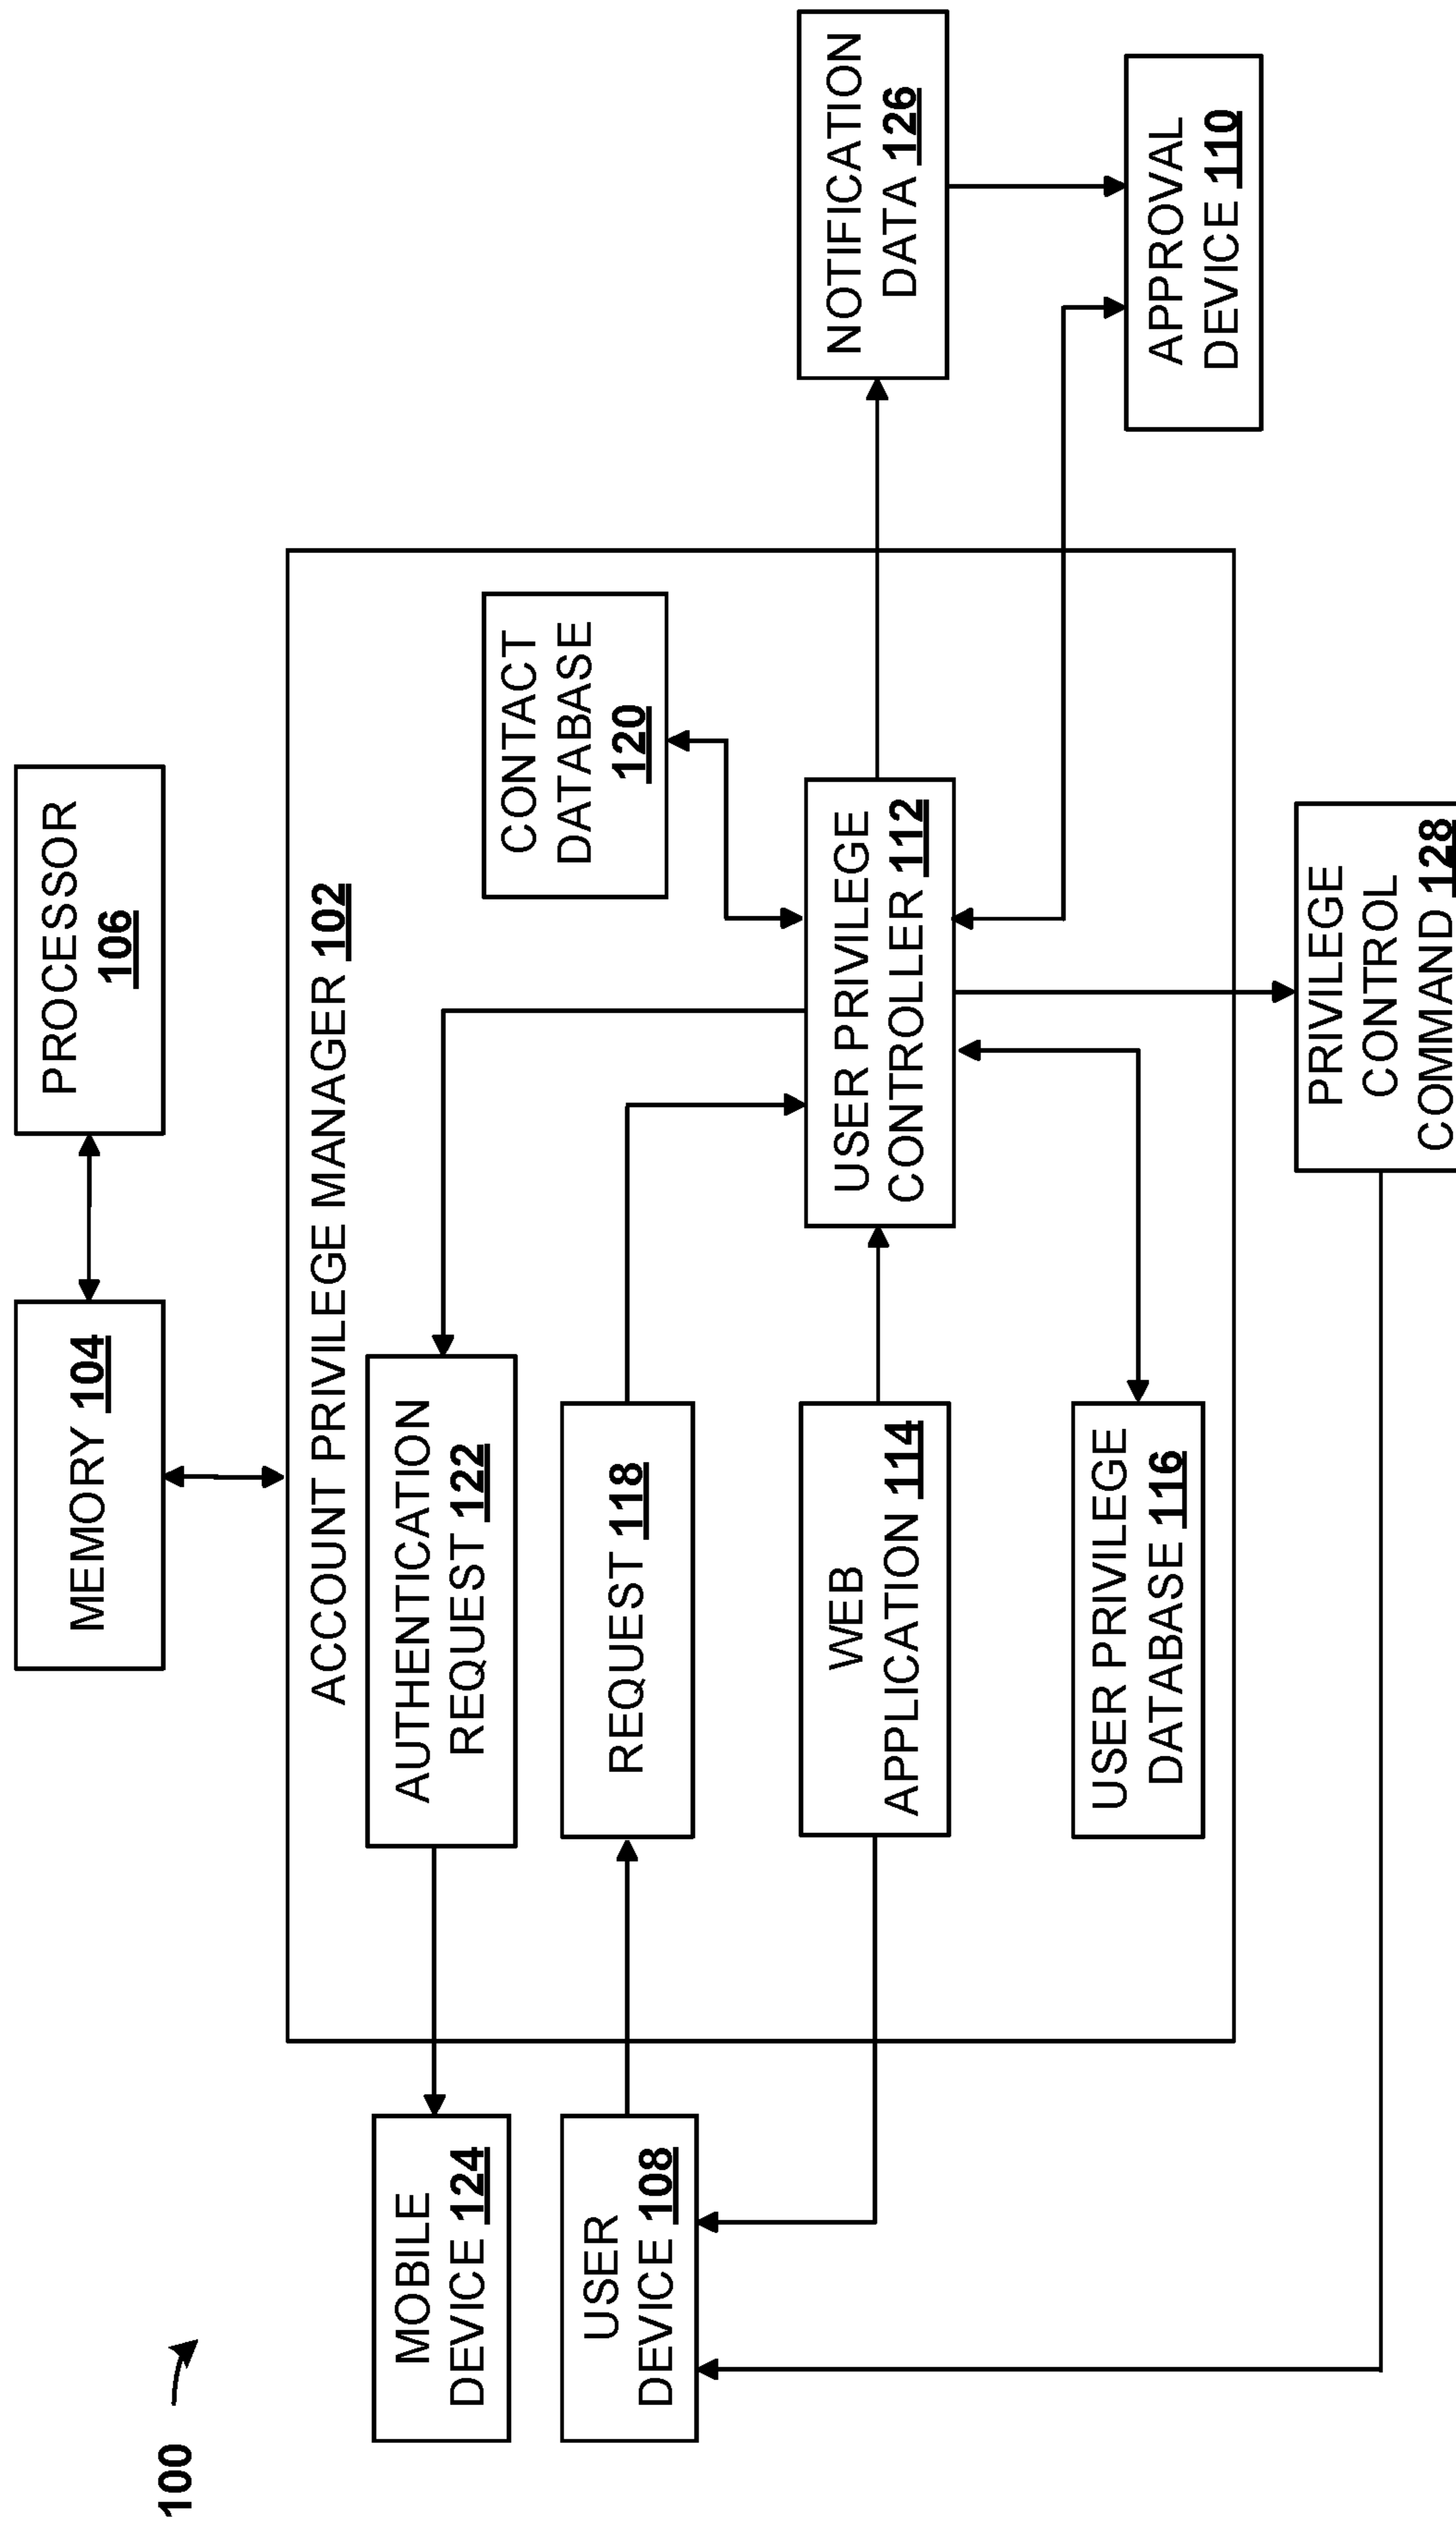 100
MEMORY 104
PROCESSOR
106
ACCOUNT PRIVILEGE MANAGER 102
MOBILE
DEVICE 124
AUTHENTICATION
REQUEST 122
CONTACT
DATABASE
120
USER
DEVICE 108
REQUEST 118
WEB
APPLICATION 114
USER PRIVILEGE
CONTROLLER 112
NOTIFICATION
DATA 126
USER PRIVILEGE
DATABASE 116
APPROVAL
DEVICE 110
PRIVILEGE
CONTROL
COMMAND 128